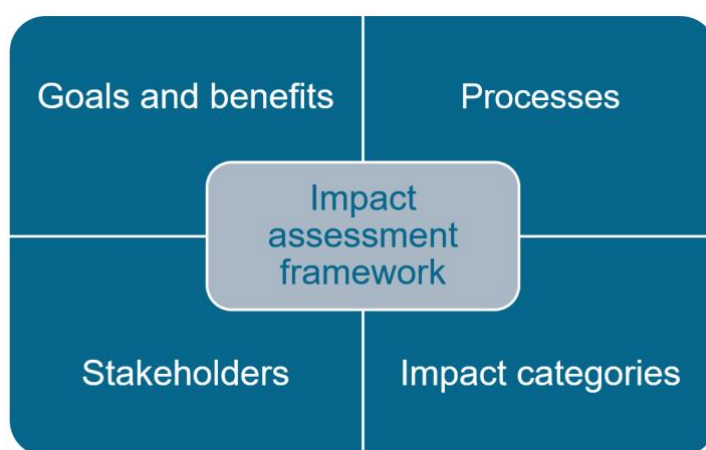 Goals and benefits
Processes
Impact
assessment
framework
Stakeholders
Impact categories